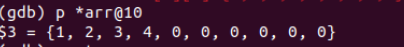 (gdb) p *arr@10
$3 = {1, 2, 3, 4, 0, 0, 0, 0, 0, 0}